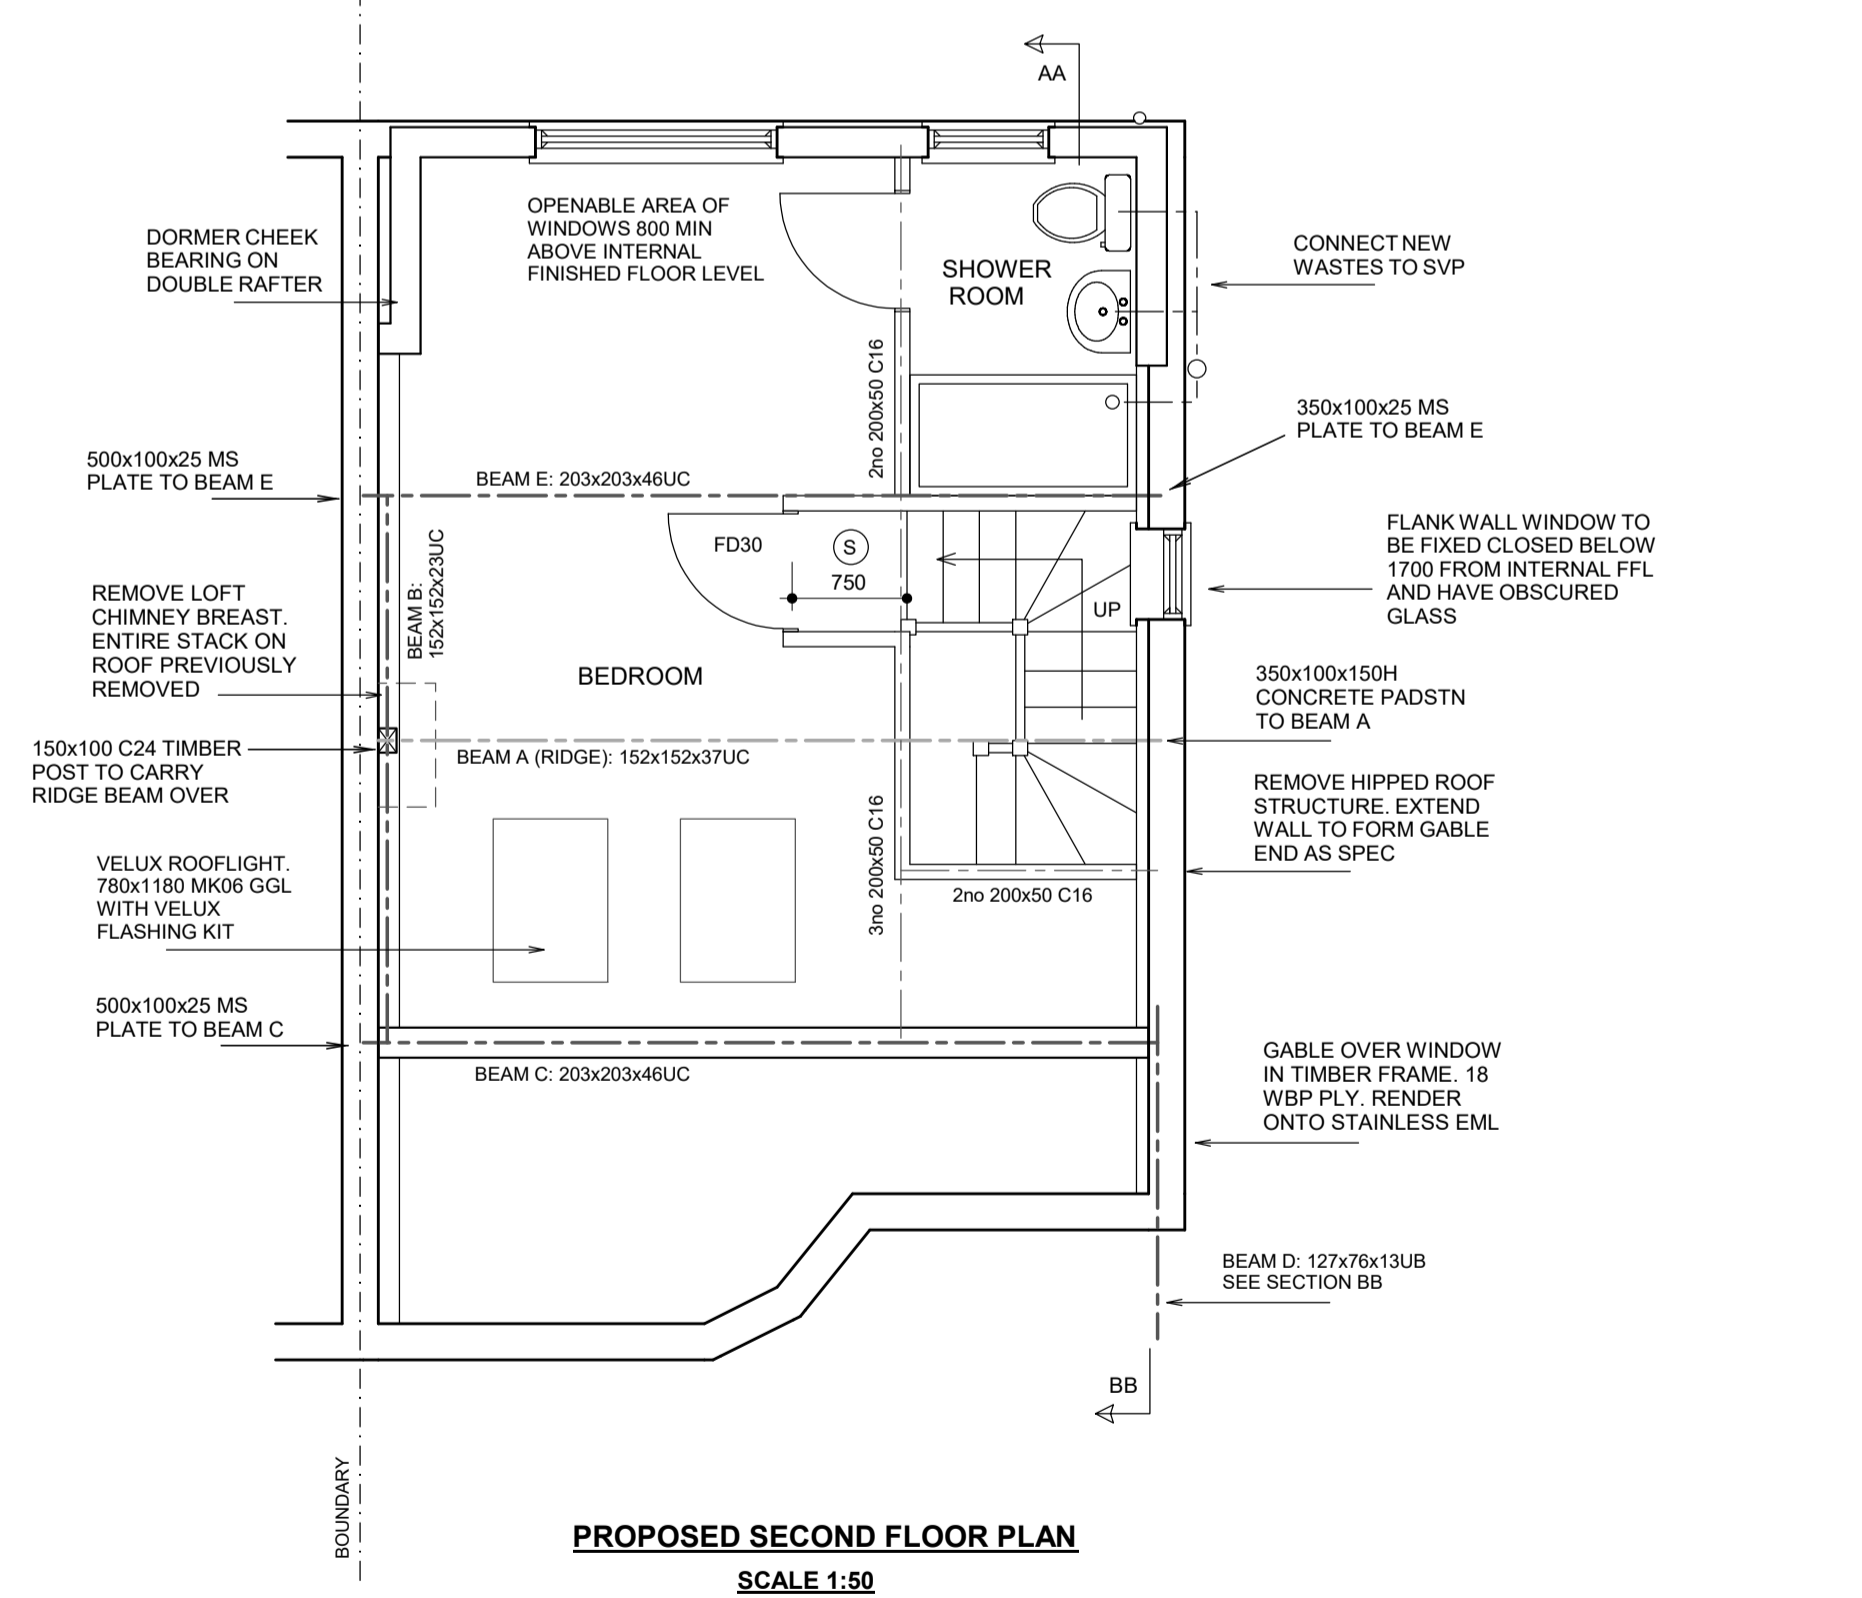 AA
DORMER CHEEK
BEARING ON
DOUBLE RAFTER
OPENABLE AREA OF
WINDOWS 800 MIN
ABOVE INTERNAL
FINISHED FLOOR LEVEL
SHOWER
ROOM
CONNECT NEW
WASTES TO SVP
2no 200x50 C16
350x100x25 MS
PLATE TO BEAM E
500x100x25 MS
PLATE TO BEAM E
BEAM E: 203x203x46UC
FD30
S
750
UP
FLANK WALL WINDOW TO
BE FIXED CLOSED BELOW
1700 FROM INTERNAL FFL
AND HAVE OBSCURED
GLASS
BEAM B:
152x152x23UC
REMOVE LOFT
CHIMNEY BREAST.
ENTIRE STACK ON
ROOF PREVIOUSLY
REMOVED
BEDROOM
350x100x150H
CONCRETE PADSTN
TO BEAM A
150x100 C24 TIMBER
POST TO CARRY
RIDGE BEAM OVER
BEAM A (RIDGE): 152x152x37UC
REMOVE HIPPED ROOF
STRUCTURE. EXTEND
WALL TO FORM GABLE
END AS SPEC
3no 200x50 C16
2no 200x50 C16
VELUX ROOFLIGHT.
780x1180 MK06 GGL
WITH VELUX
FLASHING KIT
500x100x25 MS
PLATE TO BEAM C
BEAM C: 203x203x46UC
GABLE OVER WINDOW
IN TIMBER FRAME. 18
WBP PLY. RENDER
ONTO STAINLESS EML
BEAM D: 127x76x13UB
SEE SECTION BB
BB
BOUNDARY
PROPOSED SECOND FLOOR PLAN
SCALE 1:50